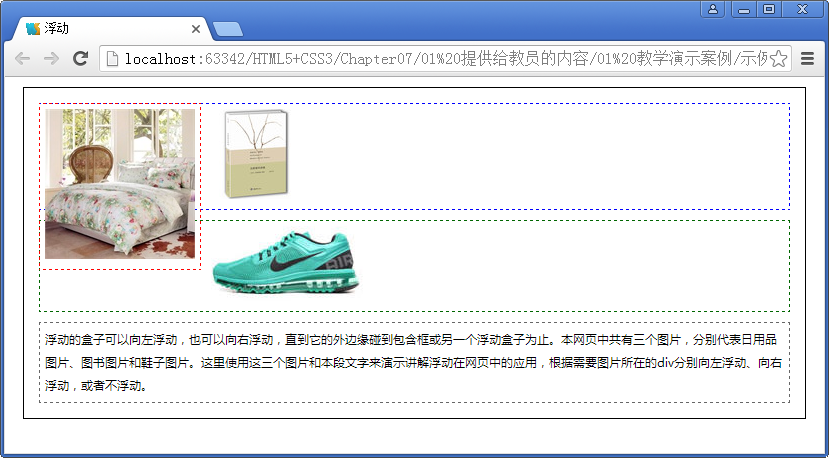 浮动
localhost:63342/HTML5+CSS3/Chapter07/01%20提供给教员的内容/01%20教学演示案例/示例
浮动的盒子可以向左浮动，也可以向右浮动，直到它的外边缘碰到包含框或另一个浮动盒子为止。本网页中共有三个图片，分别代表日用品
图片、图书图片和鞋子图片。这里使用这三个图片和本段文字来演示讲解浮动在网页中的应用，根据需要图片所在的div分别向左浮动、向右
浮动，或者不浮动。
AIR